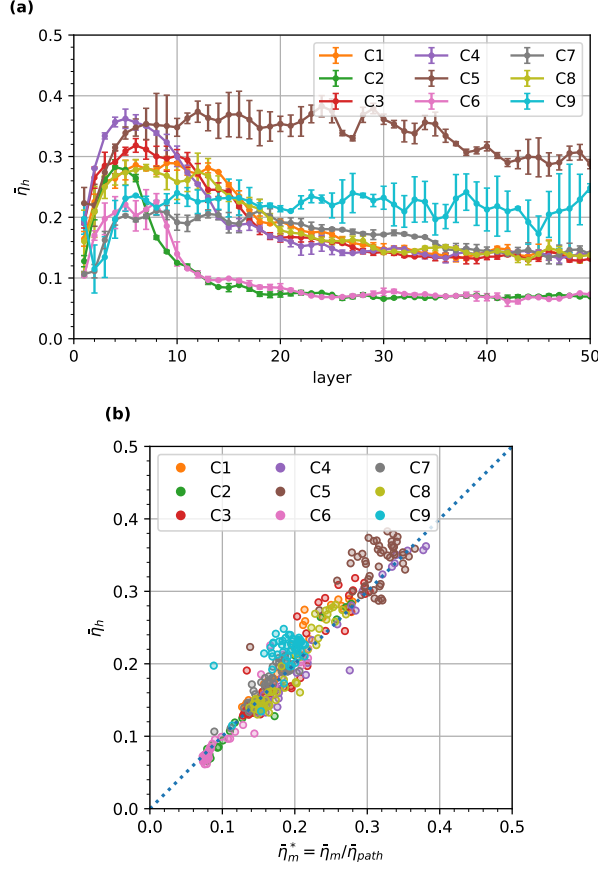 (a)
0.5
0.4
0.3
0.2
0.1
0.0
η̄h
C1 C4 C7
C2 C5 C8
C3 C6 C9
0 10 20 30 40 50
layer
(b)
0.5
0.4
0.3
0.2
0.1
0.0
η̄h
C1 C4 C7
C2 C5 C8
C3 C6 C9
0.0 0.1 0.2 0.3 0.4 0.5
η̄*m = η̄m/η̄path